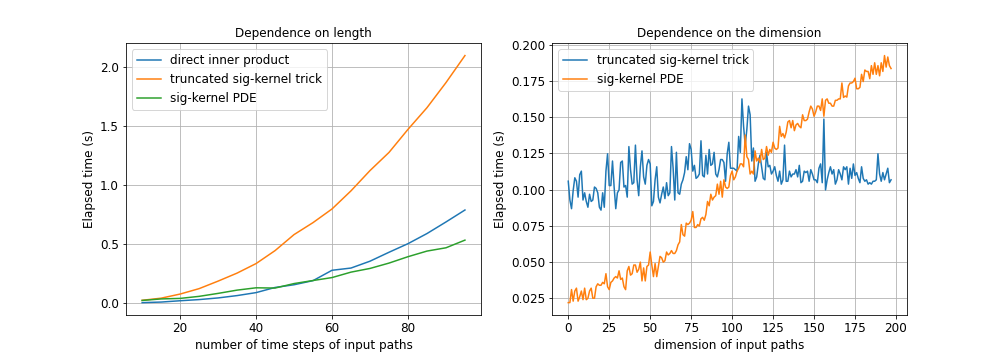 Dependence on length
direct inner product
truncated sig-kernel trick
sig-kernel PDE
2.0
1.5
1.0
0.5
0.0
Elapsed time (s)
20
40
60
80
number of time steps of input paths
Dependence on the dimension
truncated sig-kernel trick
sig-kernel PDE
0.200
0.175
0.150
0.125
0.100
0.075
0.050
0.025
Elapsed time (s)
0
25
50
75
100
125
150
175
200
dimension of input paths